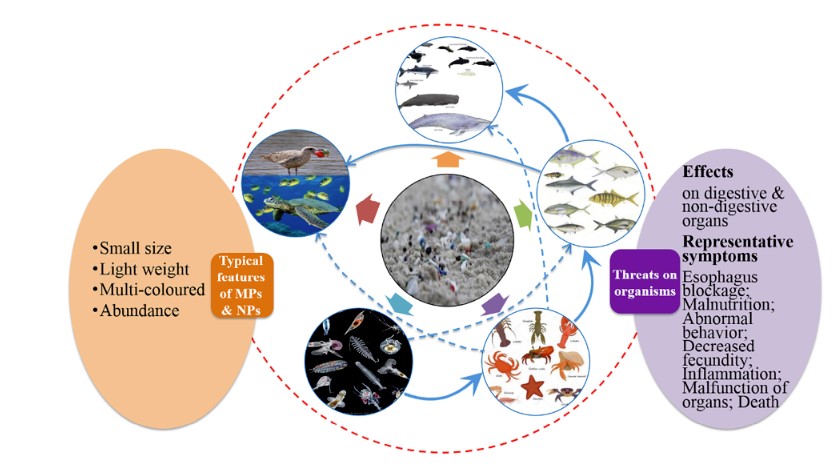 •Small size
•Light weight
•Multi-coloured
•Abundance
Typical
features
of MPs
& NPs
Threats on
organisms
Effects
on digestive &
non-digestive
organs
Representative
symptoms
Esophagus
blockage;
Malnutrition;
Abnormal
behavior;
Decreased
fecundity;
Inflammation;
Malfunction of
organs; Death